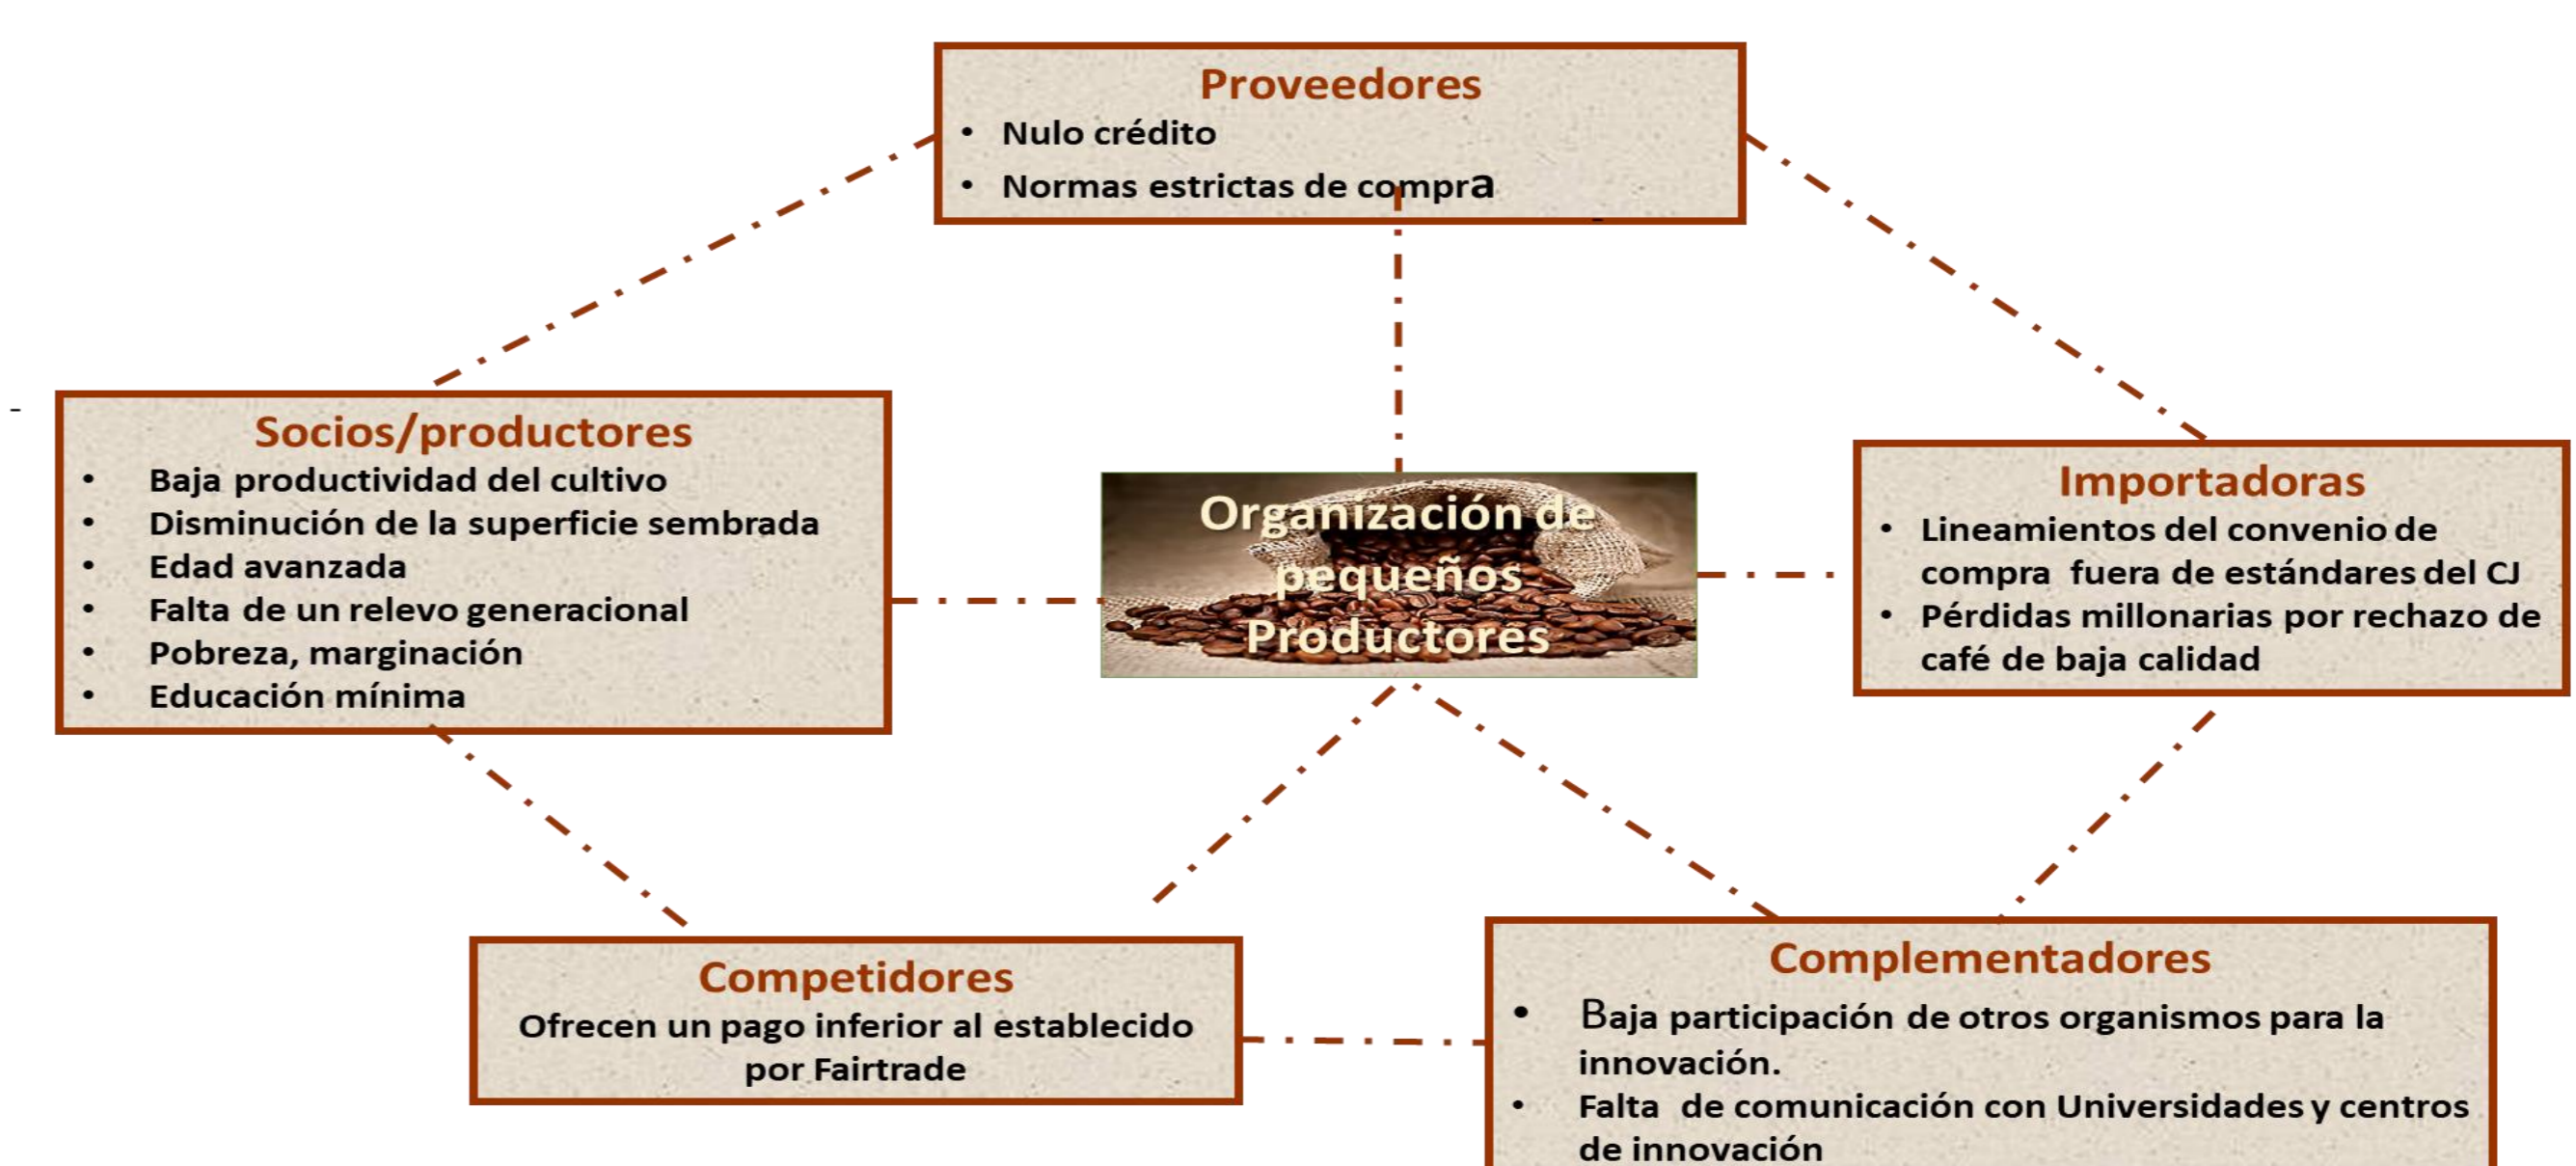 Proveedores
• Nulo crédito
• Normas estrictas de compra
-
Socios/productores
• Baja productividad del cultivo
• Disminución de la superficie sembrada
• Edad avanzada
• Falta de un relevo generacional
• Pobreza, marginación
• Educación mínima
Organización de
pequeños
Productores
Importadoras
• Lineamientos del convenio de
compra fuera de estándares del CJ
• Pérdidas millonarias por rechazo de
café de baja calidad
Competidores
Ofrecen un pago inferior al establecido
por Fairtrade
Complementadores
• Baja participación de otros organismos para la
innovación.
• Falta de comunicación con Universidades y centros
de innovación